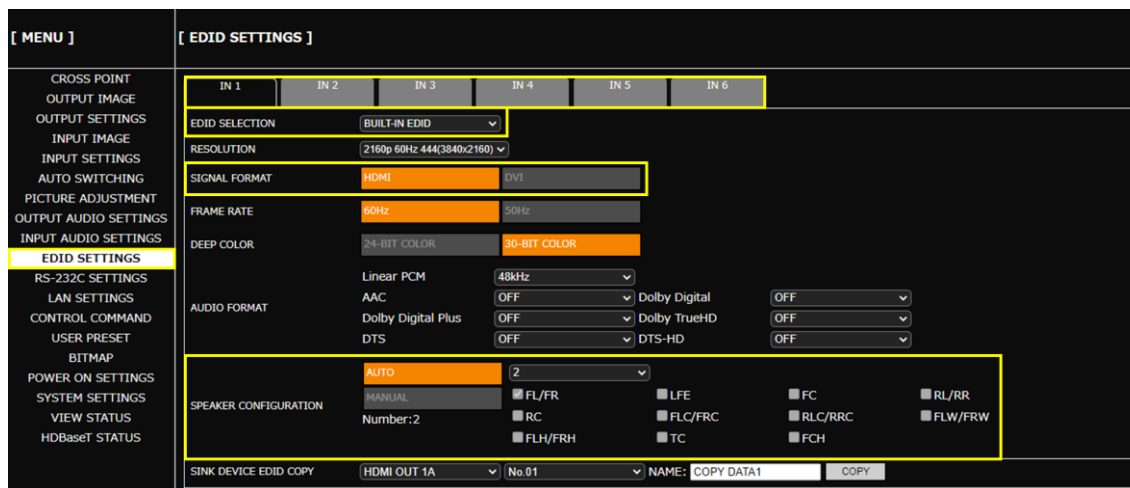 [ MENU ]
[ EDID SETTINGS ]
CROSS POINT
OUTPUT IMAGE
OUTPUT SETTINGS
INPUT IMAGE
INPUT SETTINGS
AUTO SWITCHING
PICTURE ADJUSTMENT
OUTPUT AUDIO SETTINGS
INPUT AUDIO SETTINGS
EDID SETTINGS
RS-232C SETTINGS
LAN SETTINGS
CONTROL COMMAND
USER PRESET
BITMAP
POWER ON SETTINGS
SYSTEM SETTINGS
VIEW STATUS
HDBaseT STATUS
IN 1 IN 2 IN 3 IN 4 IN 5 IN 6
EDID SELECTION BUILT-IN EDID
RESOLUTION 2160p 60Hz 444(3840x2160)
SIGNAL FORMAT HDMI DVI
FRAME RATE 60Hz 50Hz
DEEP COLOR 24-BIT COLOR 30-BIT COLOR
AUDIO FORMAT
Linear PCM 48kHz
AAC OFF Dolby Digital OFF
Dolby Digital Plus OFF Dolby TrueHD OFF
DTS OFF DTS-HD OFF
SPEAKER CONFIGURATION
AUTO 2
MANUAL FL/FR LFE FC RL/RR
Number:2 RC FLC/FRC RLC/RRC FLW/FRW
FLH/FRH TC FCH
SINK DEVICE EDID COPY HDMI OUT 1A No.01 NAME: COPY DATA1 COPY